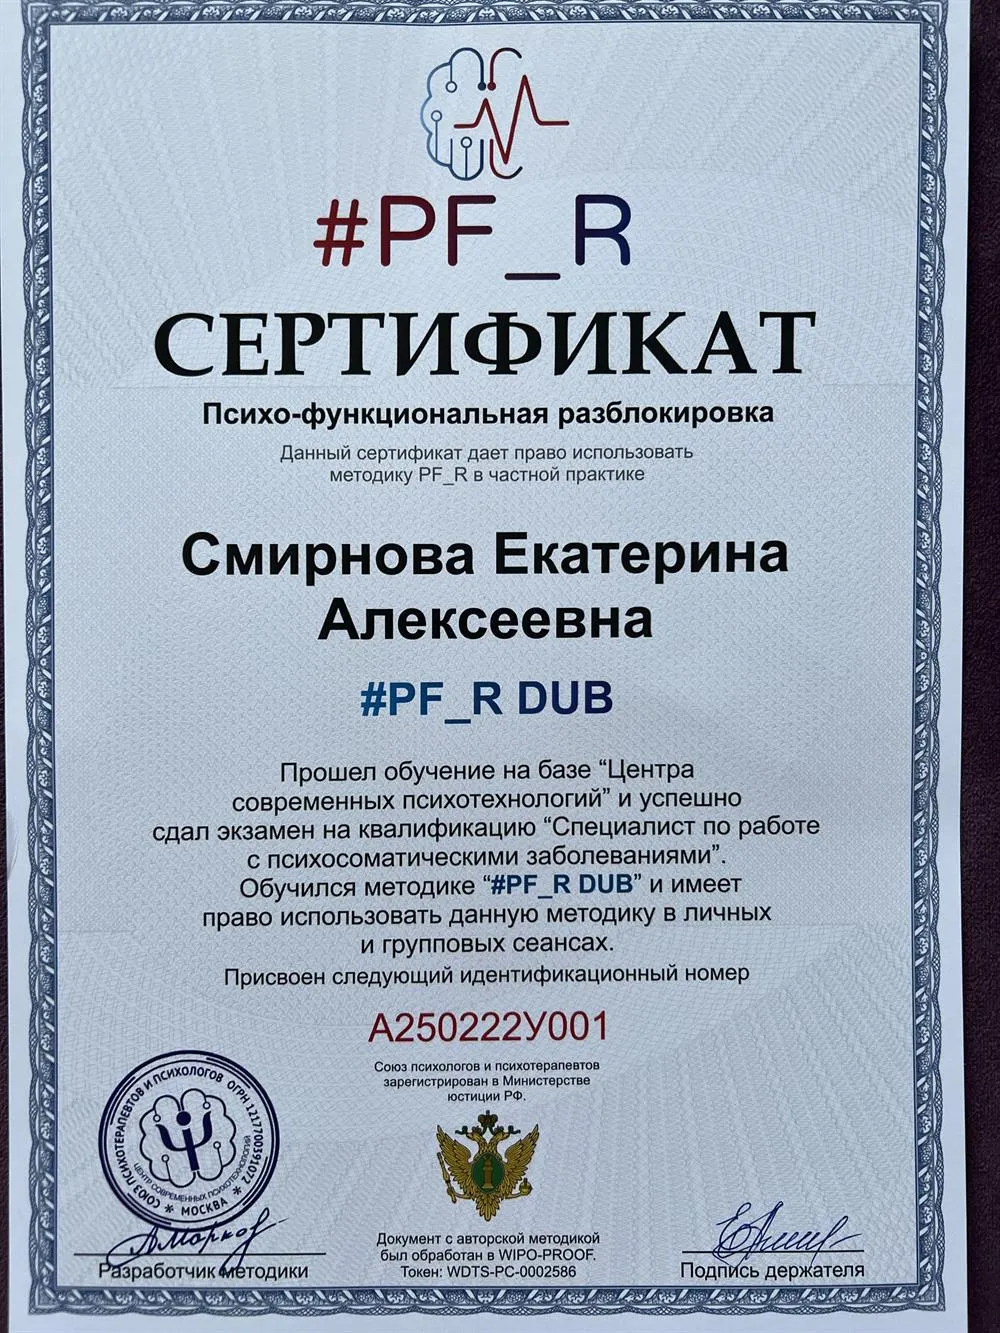 #PF_R
СЕРТИФИКАТ
Психо-функциональная разблокировка
Данный сертификат дает право использовать
методику PF_R в частной практике
Смирнова Екатерина
Алексеевна
#PF_R DUB
Прошел обучение на базе “Центра
современных психотехнологий” и успешно
сдал экзамен на квалификацию “Специалист по работе
с психосоматическими заболеваниями”.
Обучился методике “#PF_R DUB” и имеет
право использовать данную методику в личных
и групповых сеансах.
Присвоен следующий идентификационный номер
А250222У001
Союз психологов и психотерапевтов
зарегистрирован в Министерстве
юстиции РФ.
СОЮЗ ПСИХОТЕРАПЕВТОВ И ПСИХОЛОГОВ ОГРН 1217700391072
ЦЕНТР СОВРЕМЕННЫХ ПСИХОТЕХНОЛОГИЙ
* МОСКВА *
Разработчик методики
Документ с авторской методикой
был обработан в WIPO-PROOF.
Токен: WDTS-PC-0002586
Подпись держателя